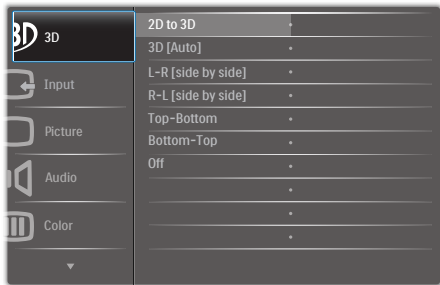 3D
3D
Input
Picture
Audio
Color
2D to 3D
3D [Auto]
L-R [side by side]
R-L [side by side]
Top-Bottom
Bottom-Top
Off